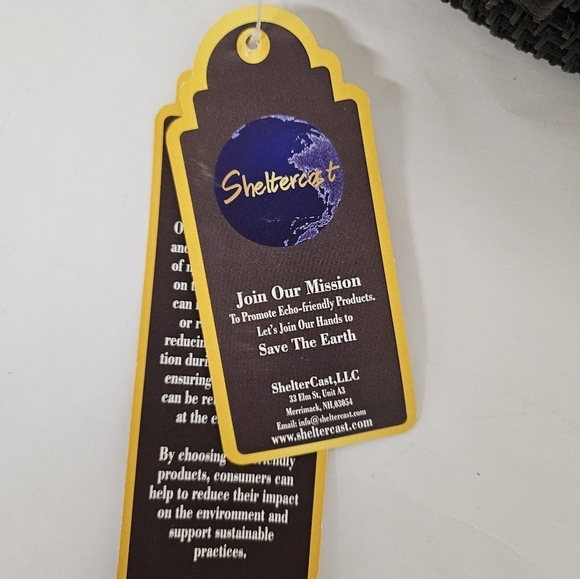 Sheltercast
Join Our Mission
To Promote Echo-friendly Products.
Let's Join Our Hands to
Save The Earth
ShelterCast,LLC
33 Elm St, Unit A3
Merrimack, NH,03054
Email: info@sheltercast.com
www.sheltercast.com
of
on
can
or
reducin
tion duri
ensuring
can be re
at the e
By choosing
products, consumers can
help to reduce their impact
on the environment and
support sustainable
practices.